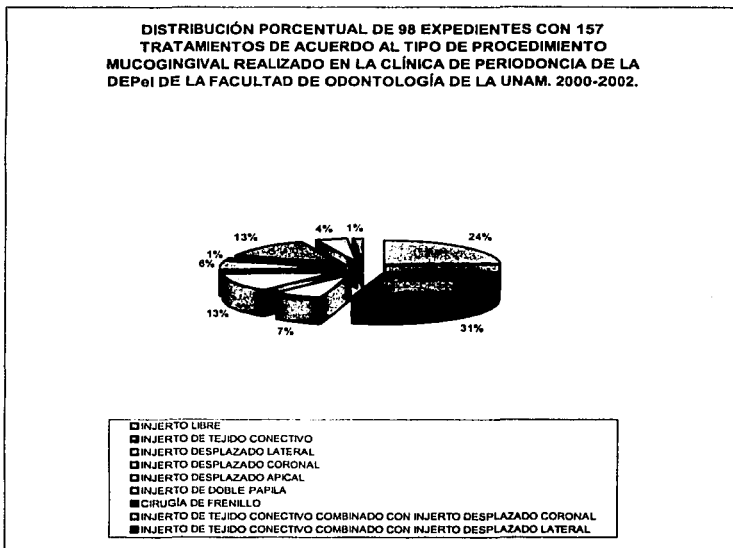 DISTRIBUCIÓN PORCENTUAL DE 98 EXPEDIENTES CON 157
TRATAMIENTOS DE ACUERDO AL TIPO DE PROCEDIMIENTO
MUCOGINGIVAL REALIZADO EN LA CLÍNICA DE PERIODONCIA DE LA
DEPeI DE LA FACULTAD DE ODONTOLOGÍA DE LA UNAM. 2000-2002.
4% 1%
13% 24%
1%
6%
13%
7% 31%
INJERTO LIBRE
INJERTO DE TEJIDO CONECTIVO
INJERTO DESPLAZADO LATERAL
INJERTO DESPLAZADO CORONAL
INJERTO DESPLAZADO APICAL
INJERTO DE DOBLE PAPILA
CIRUGÍA DE FRENILLO
INJERTO DE TEJIDO CONECTIVO COMBINADO CON INJERTO DESPLAZADO CORONAL
INJERTO DE TEJIDO CONECTIVO COMBINADO CON INJERTO DESPLAZADO LATERAL